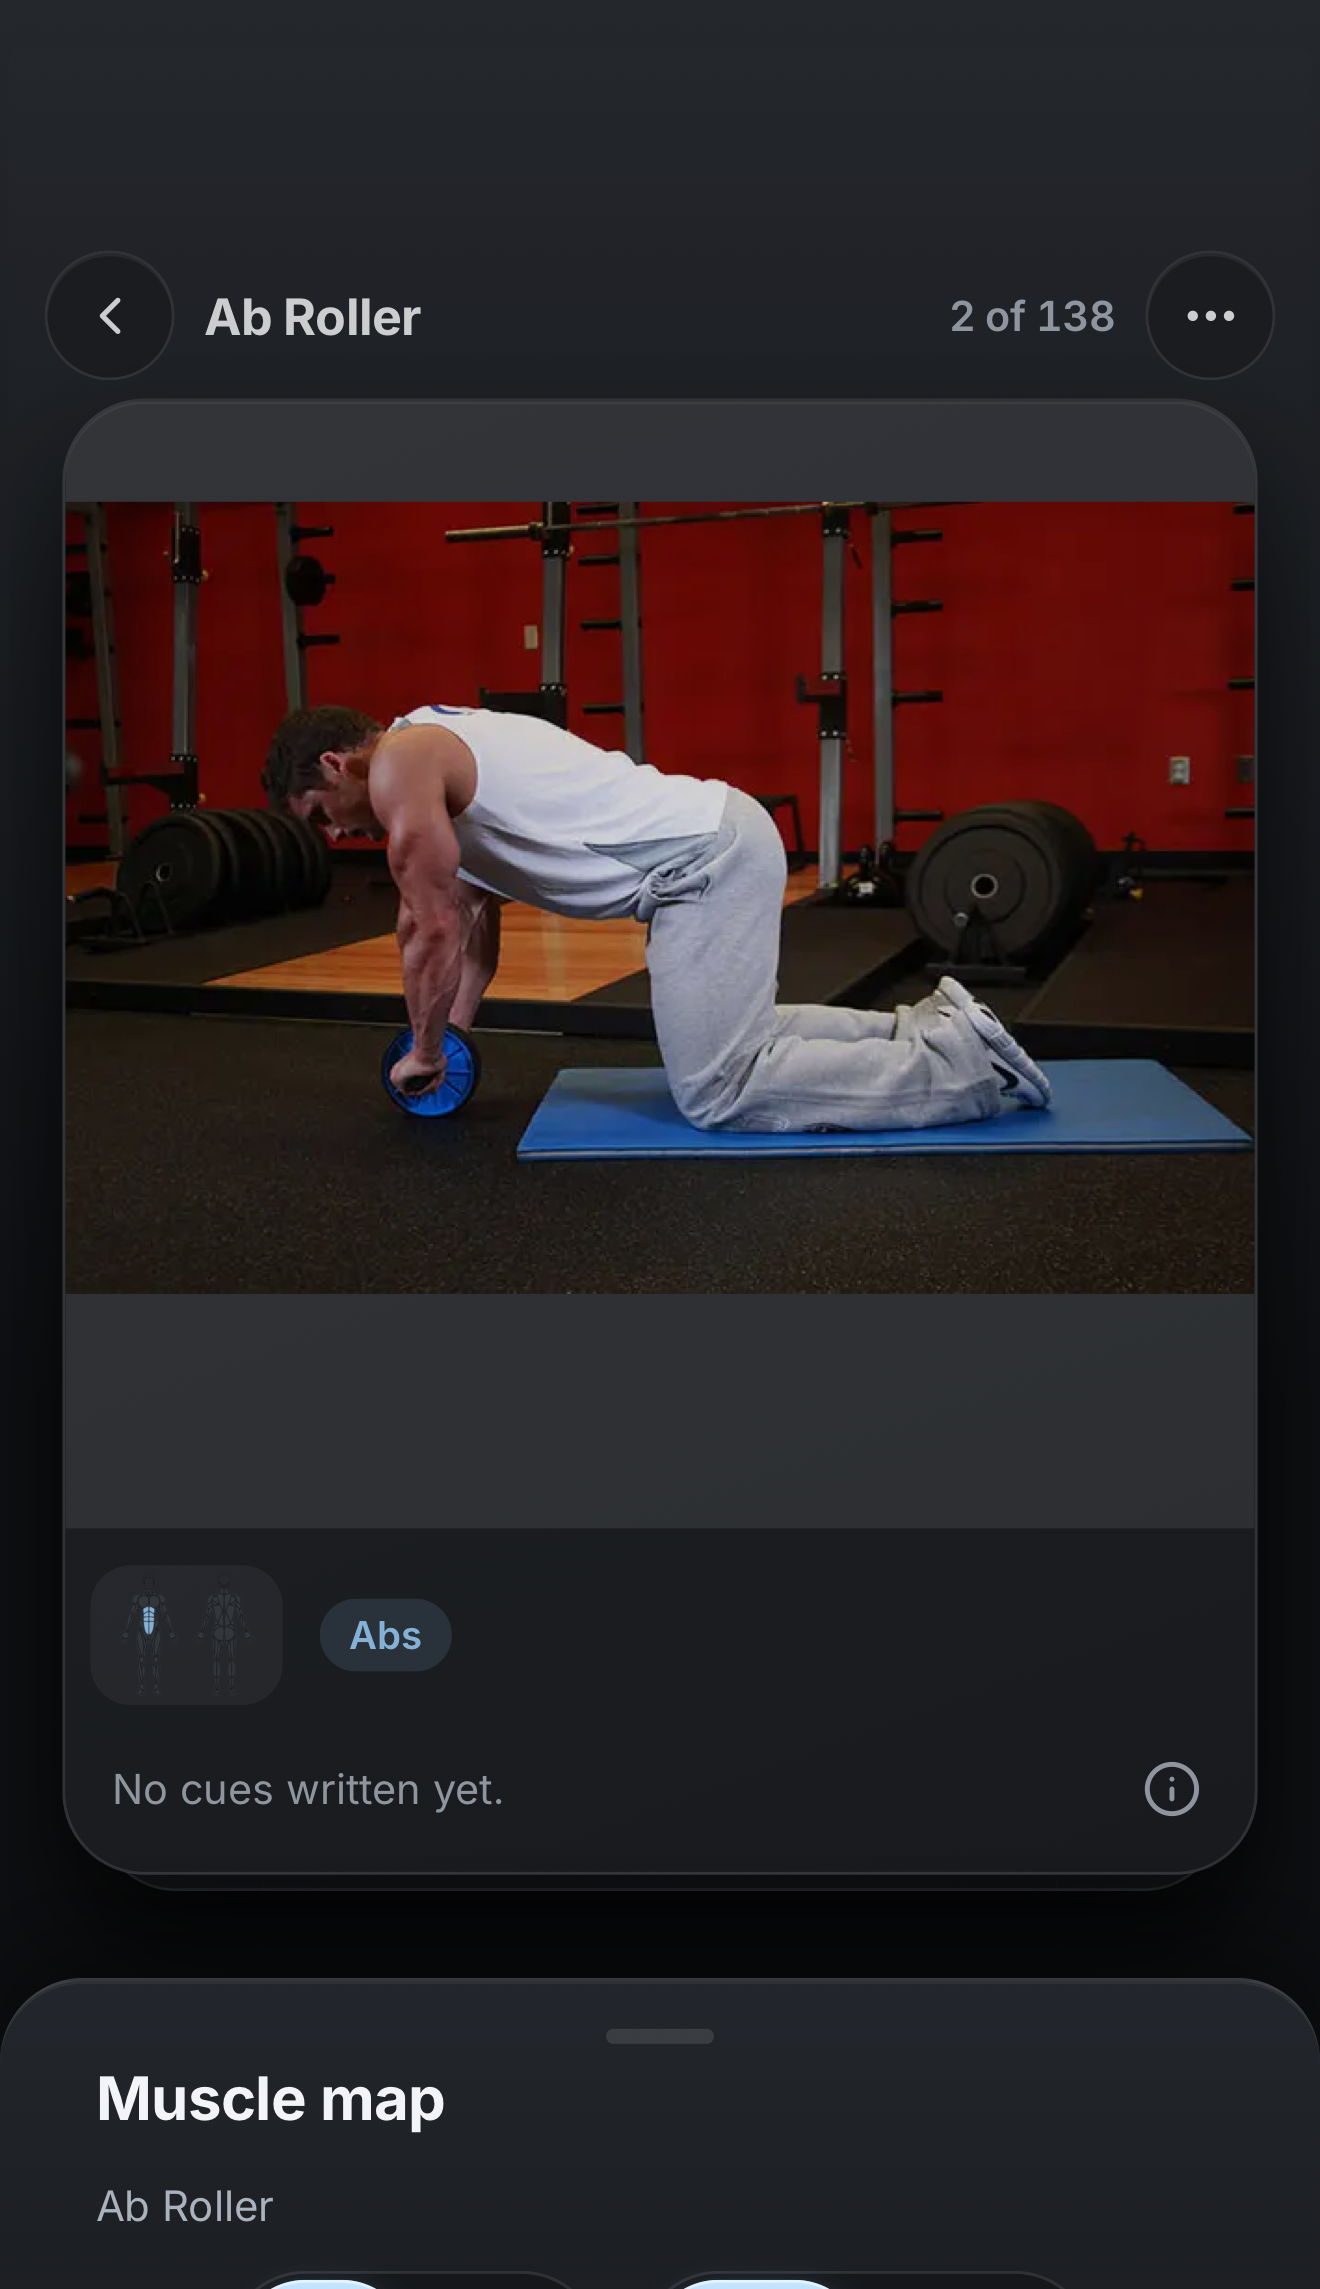 Ab Roller
2 of 138
Abs
No cues written yet.
Muscle map
Ab Roller